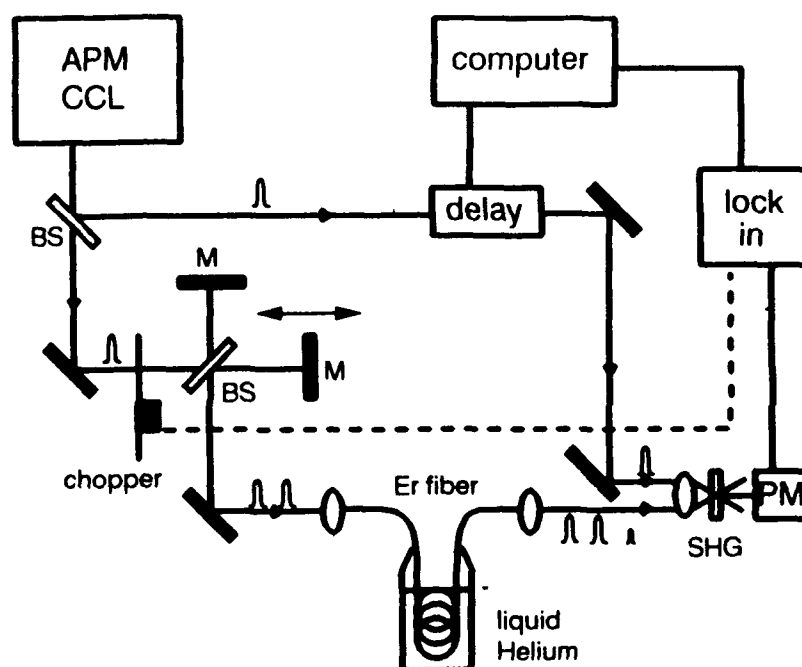 APM
CCL
computer
lock
in
delay
BS
M
M
BS
chopper
Er fiber
PM
SHG
liquid
Helium